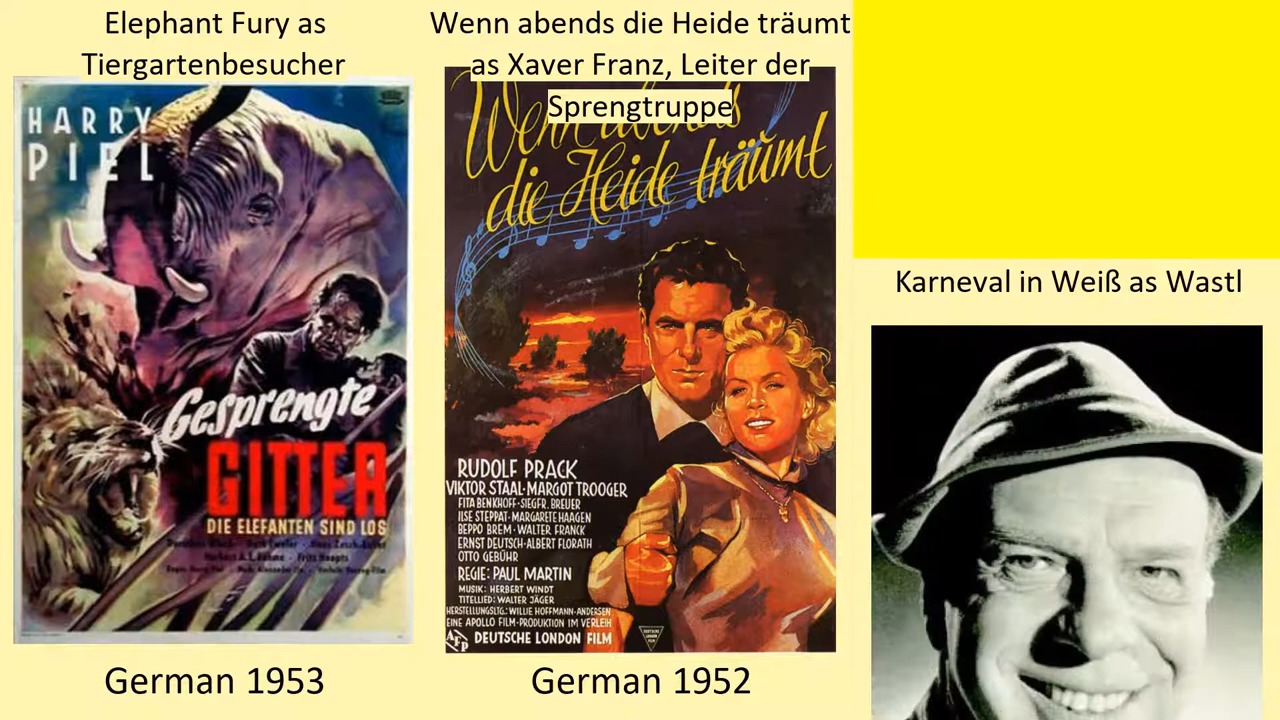 Elephant Fury as
Tiergartenbesucher
HARRY
PIEL
Gesprengte
GITTER
DIE ELEFANTEN SIND LOS
German 1953
Wenn abends die Heide träumt
as Xaver Franz, Leiter der
Sprengtruppe
Wenn abends
die Heide träumt
RUDOLF PRACK
VIKTOR STAAL·MARGOT TROOGER
FITA BENKHOFF·SIEGFR. BREUER
ILSE STEPPAT·MARGARETE HAAGEN
BEPPO BREM·WALTER FRANCK
ERNST DEUTSCH·ALBERT FLORATH
OTTO GEBÜHR
REGIE: PAUL MARTIN
MUSIK: HERBERT WINDT
TITELLIED: WALTER JÄGER
HERSTELLUNGSLTG.: WILLIE HOFFMANN-ANDERSEN
EINE APOLLO FILM-PRODUKTION IM VERLEIH
AFP DEUTSCHE LONDON FILM
German 1952
Karneval in Weiß as Wastl